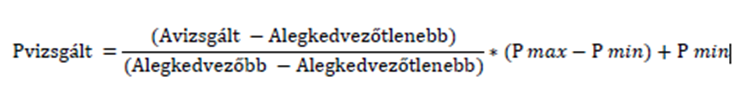 Pvizsgált = (Avizsgált − Alegkedvezőtlenebb) / (Alegkedvezőbb − Alegkedvezőtlenebb) * (P max − P min) + P min